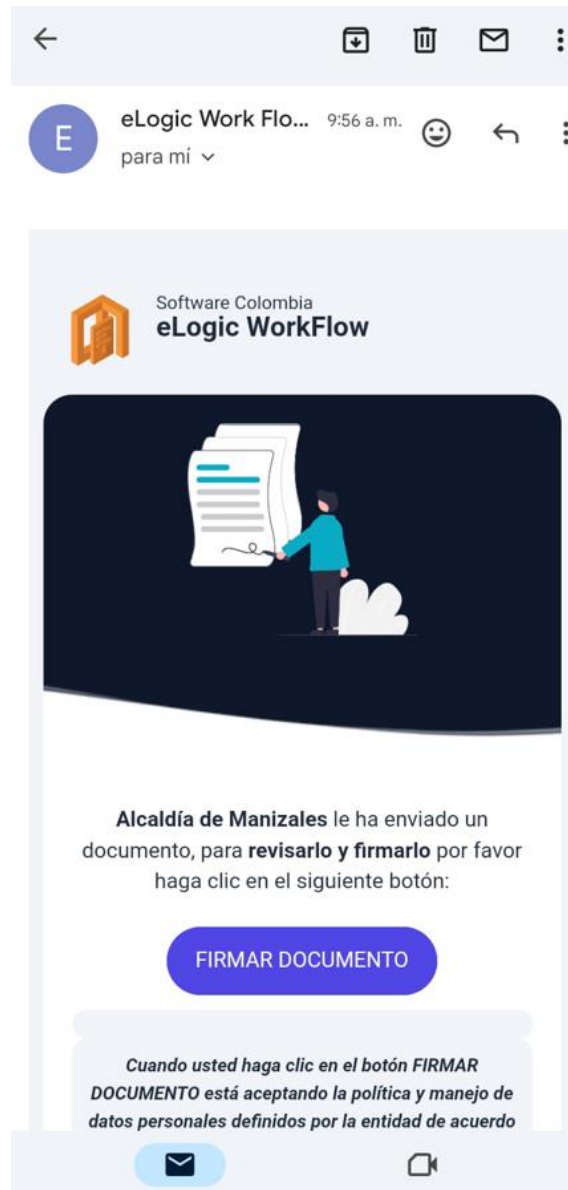 eLogic Work Flo... 9:56 a. m.
E
para mí
Software Colombia
eLogic WorkFlow
Alcaldía de Manizales le ha enviado un
documento, para revisarlo y firmarlo por favor
haga clic en el siguiente botón:
FIRMAR DOCUMENTO
Cuando usted haga clic en el botón FIRMAR
DOCUMENTO está aceptando la política y manejo de
datos personales definidos por la entidad de acuerdo